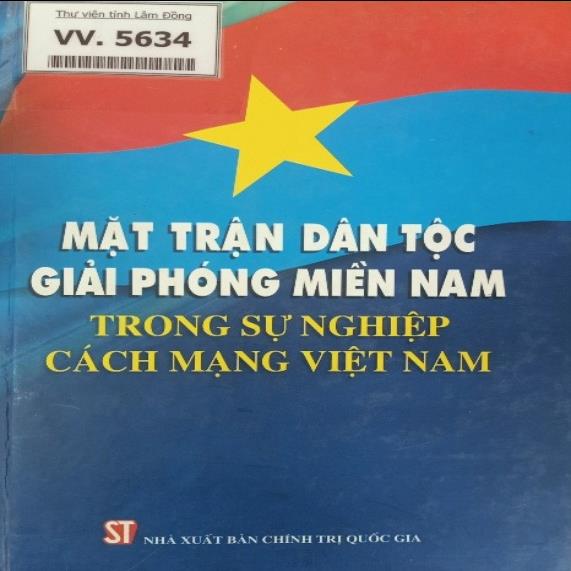 Thư viện tỉnh Lâm Đồng
VV. 5634
MẶT TRẬN DÂN TỘC
GIẢI PHÓNG MIỀN NAM
TRONG SỰ NGHIỆP
CÁCH MẠNG VIỆT NAM
ST NHÀ XUẤT BẢN CHÍNH TRỊ QUỐC GIA